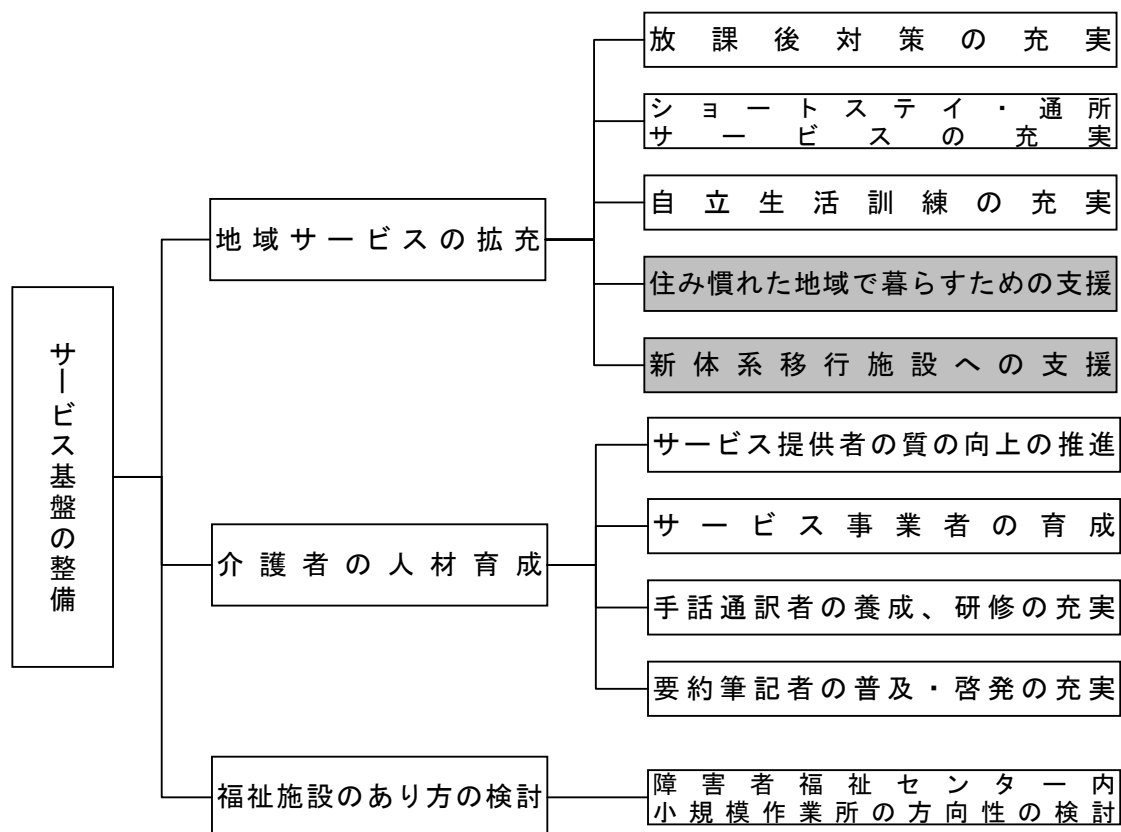 サービス基盤の整備
地域サービスの拡充
放課後対策の充実
ショートステイ・通所
サービスの充実
自立生活訓練の充実
住み慣れた地域で暮らすための支援
新体系移行施設への支援
介護者の人材育成
サービス提供者の質の向上の推進
サービス事業者の育成
手話通訳者の養成、研修の充実
要約筆記者の普及・啓発の充実
福祉施設のあり方の検討
障害者福祉センター内
小規模作業所の方向性の検討